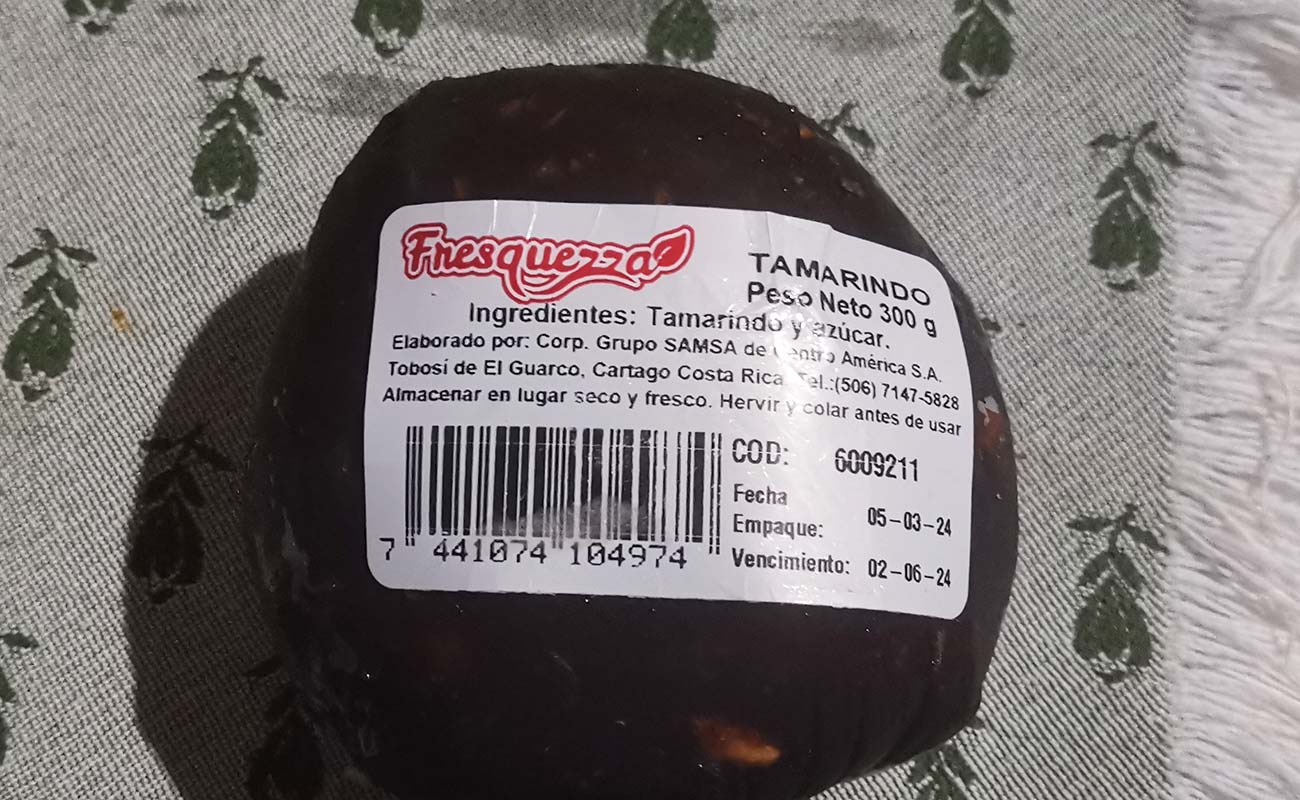 Fresquezza
TAMARINDO
Peso Neto 300 g
Ingredientes: Tamarindo y azúcar.
Elaborado por: Corp. Grupo SAMSA de Centro América S.A.
Tobosí de El Guarco, Cartago Costa Rica Tel.:(506) 7147-5828
Almacenar en lugar seco y fresco. Hervir y colar antes de usar
COD: 6009211
Fecha
Empaque: 05-03-24
Vencimiento: 02-06-24
7 441074 104974